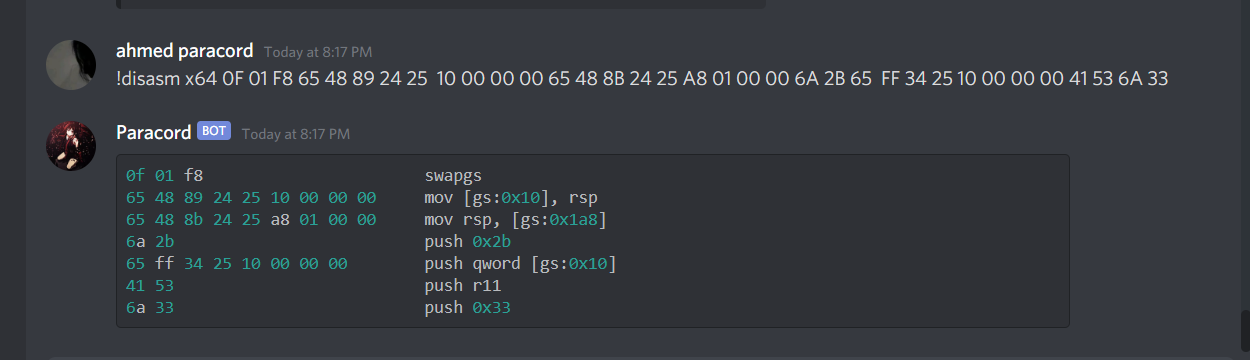 ahmed paracord Today at 8:17 PM
!disasm x64 0F 01 F8 65 48 89 24 25  10 00 00 00 65 48 8B 24 25 A8 01 00 00 6A 2B 65  FF 34 25 10 00 00 00 41 53 6A 33
Paracord BOT Today at 8:17 PM
0f 01 f8                       swapgs
65 48 89 24 25 10 00 00 00     mov [gs:0x10], rsp
65 48 8b 24 25 a8 01 00 00     mov rsp, [gs:0x1a8]
6a 2b                          push 0x2b
65 ff 34 25 10 00 00 00        push qword [gs:0x10]
41 53                          push r11
6a 33                          push 0x33